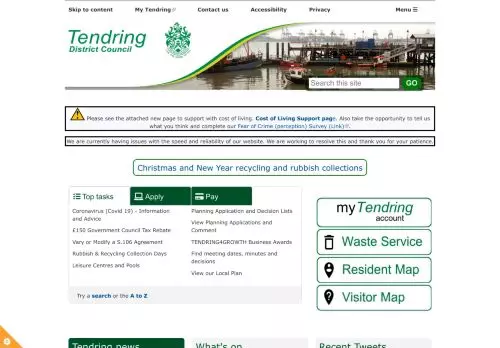 Skip to content
My Tendring
Contact us
Accessibility
Privacy
Menu ☰
Tendring
District Council
Search this site
GO
Please see the attached new page to support with cost of living. Cost of Living Support page. Also take the opportunity to tell us
what you think and complete our Fear of Crime (perception) Survey (Link).
We are currently having issues with the speed and reliability of our website. We are working to resolve this and thank you for your patience.
Christmas and New Year recycling and rubbish collections
Top tasks
Apply
Pay
Coronavirus (Covid 19) - Information
and Advice
£150 Government Council Tax Rebate
Vary or Modify a S.106 Agreement
Rubbish & Recycling Collection Days
Leisure Centres and Pools
Planning Application and Decision Lists
View Planning Applications and
Comment
TENDRING4GROWTH Business Awards
Find meeting dates, minutes and
decisions
View our Local Plan
Try a search or the A to Z
my Tendring
account
Waste Service
Resident Map
Visitor Map
Tendring news
What's on
Recent Tweets